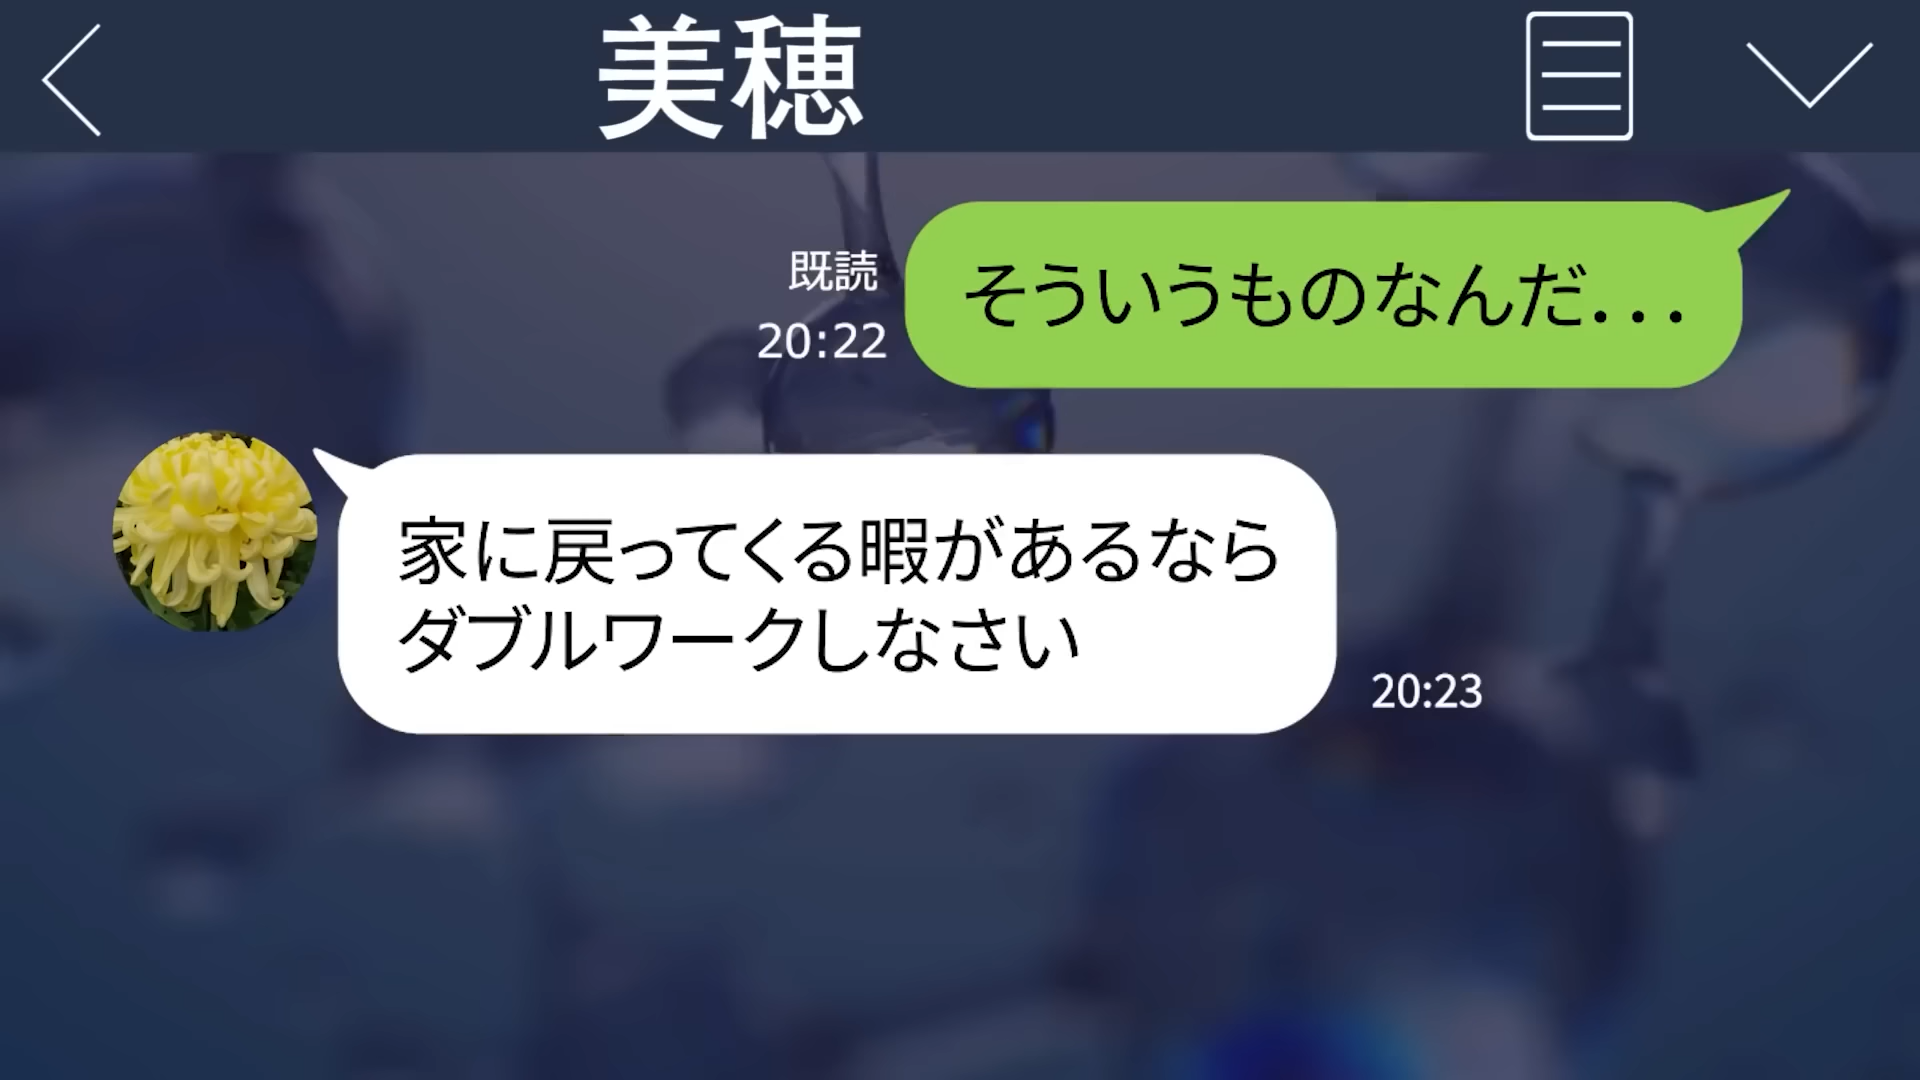 美穂
そういうものなんだ...
既読
20:22
家に戻ってくる暇があるなら
ダブルワークしなさい
20:23